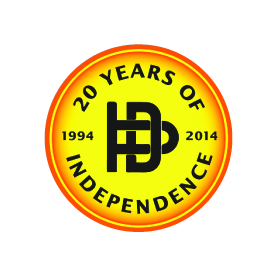 20 YEARS OF
1994
2014
INDEPENDENCE